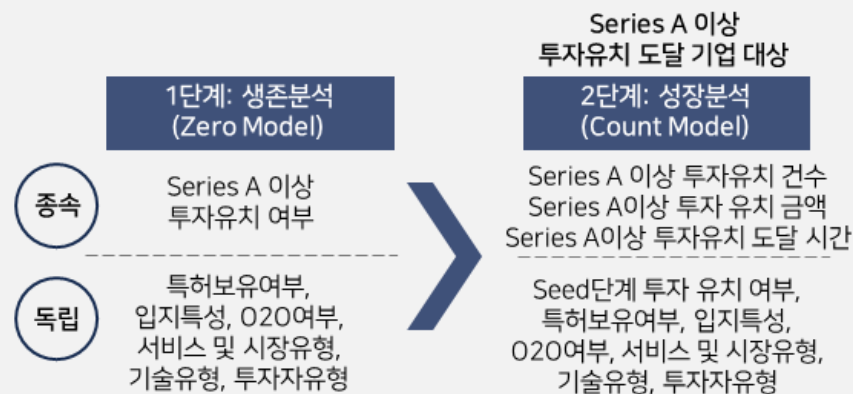 Series A 이상
투자유치 도달 기업 대상
1단계: 생존분석
(Zero Model)
2단계: 성장분석
(Count Model)
종속
Series A 이상
투자유치 여부
Series A 이상 투자유치 건수
Series A이상 투자 유치 금액
Series A이상 투자유치 도달 시간
독립
특허보유여부,
입지특성, O2O여부,
서비스 및 시장유형,
기술유형, 투자자유형
Seed단계 투자 유치 여부,
특허보유여부, 입지특성,
O2O여부, 서비스 및 시장유형,
기술유형, 투자자유형